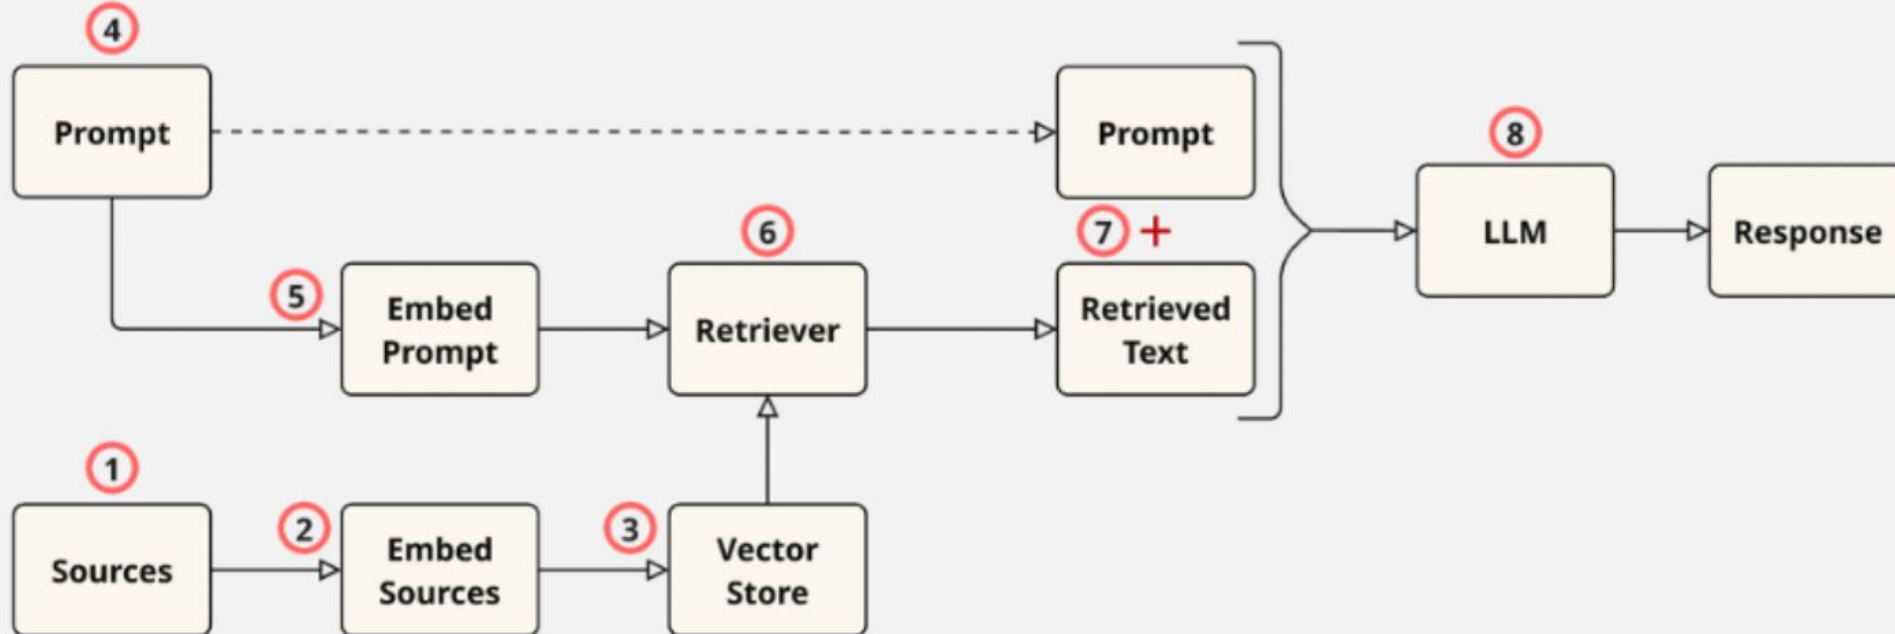 4
Prompt
Prompt
8
LLM
Response
6
7 +
5
Embed
Prompt
Retriever
Retrieved
Text
1
Sources
2
Embed
Sources
3
Vector
Store